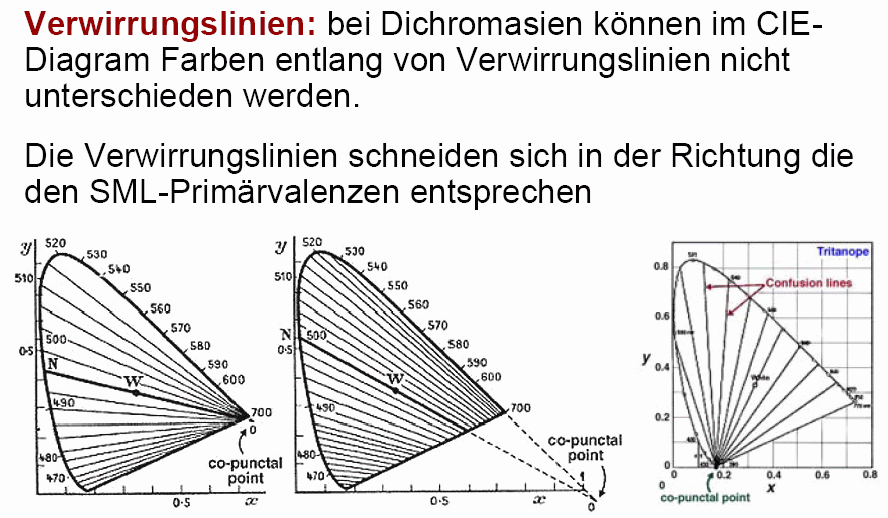 Verwirrungslinien: bei Dichromasien können im CIE-
Diagram Farben entlang von Verwirrungslinien nicht
unterschieden werden.
Die Verwirrungslinien schneiden sich in der Richtung die
den SML-Primärvalenzen entsprechen
y
520
530
540
550
560
570
580
590
600
700
510
500
0·5
N
W
490
480
470
0
co-punctal
point
0·5
x
y
520
530
540
550
560
570
580
590
600
700
510
N
500
0·5
W
490
480
470
co-punctal
point
0·5
x
1
0
Tritanope
Confusion lines
0.8
0.6
y
0.4
0.2
0
White
0
0.2
0.4
0.6
0.8
x
co-punctal point